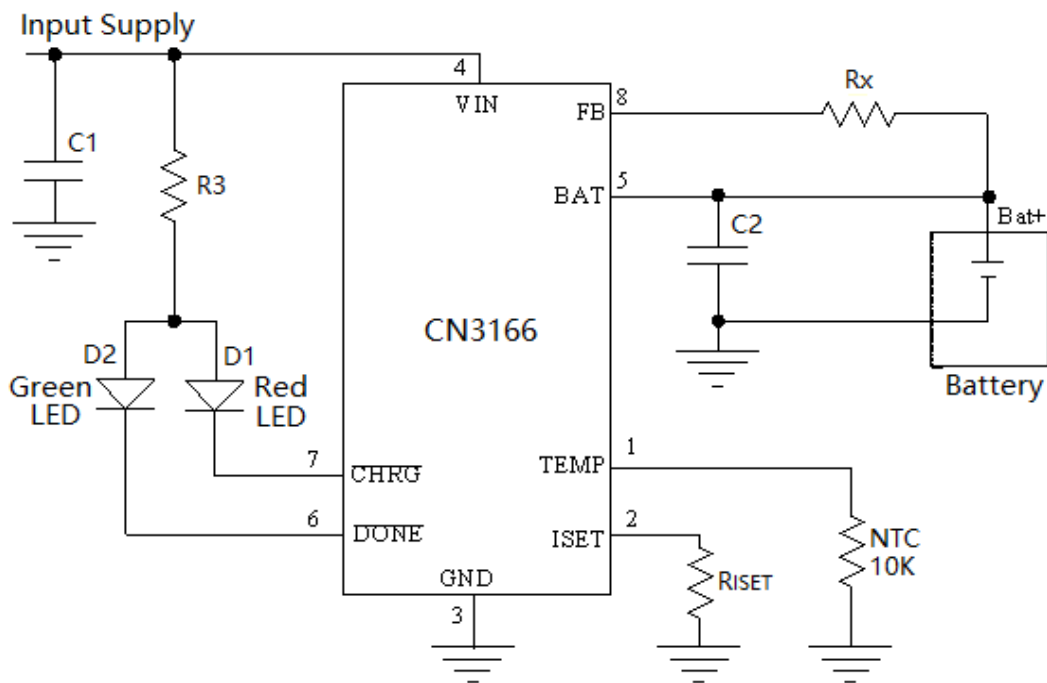 Input Supply
4
VIN
8
FB
Rx
C1
R3
5
BAT
C2
Bat+
CN3166
D2
D1
Green
LED
Red
LED
Battery
7
CHRG
TEMP
1
6
DONE
ISET
2
NTC
10K
RISET
GND
3